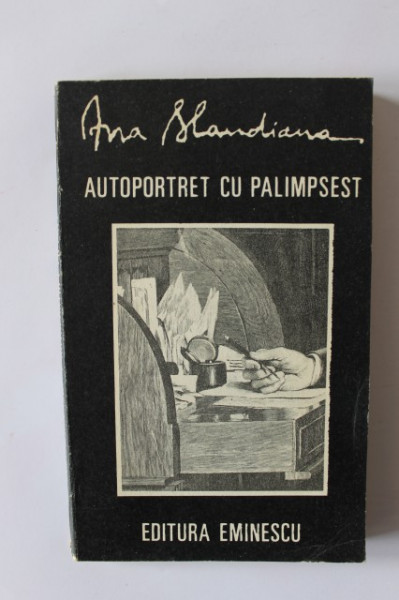 Ana Blandiana
AUTOPORTRET CU PALIMPSEST
EDITURA EMINESCU